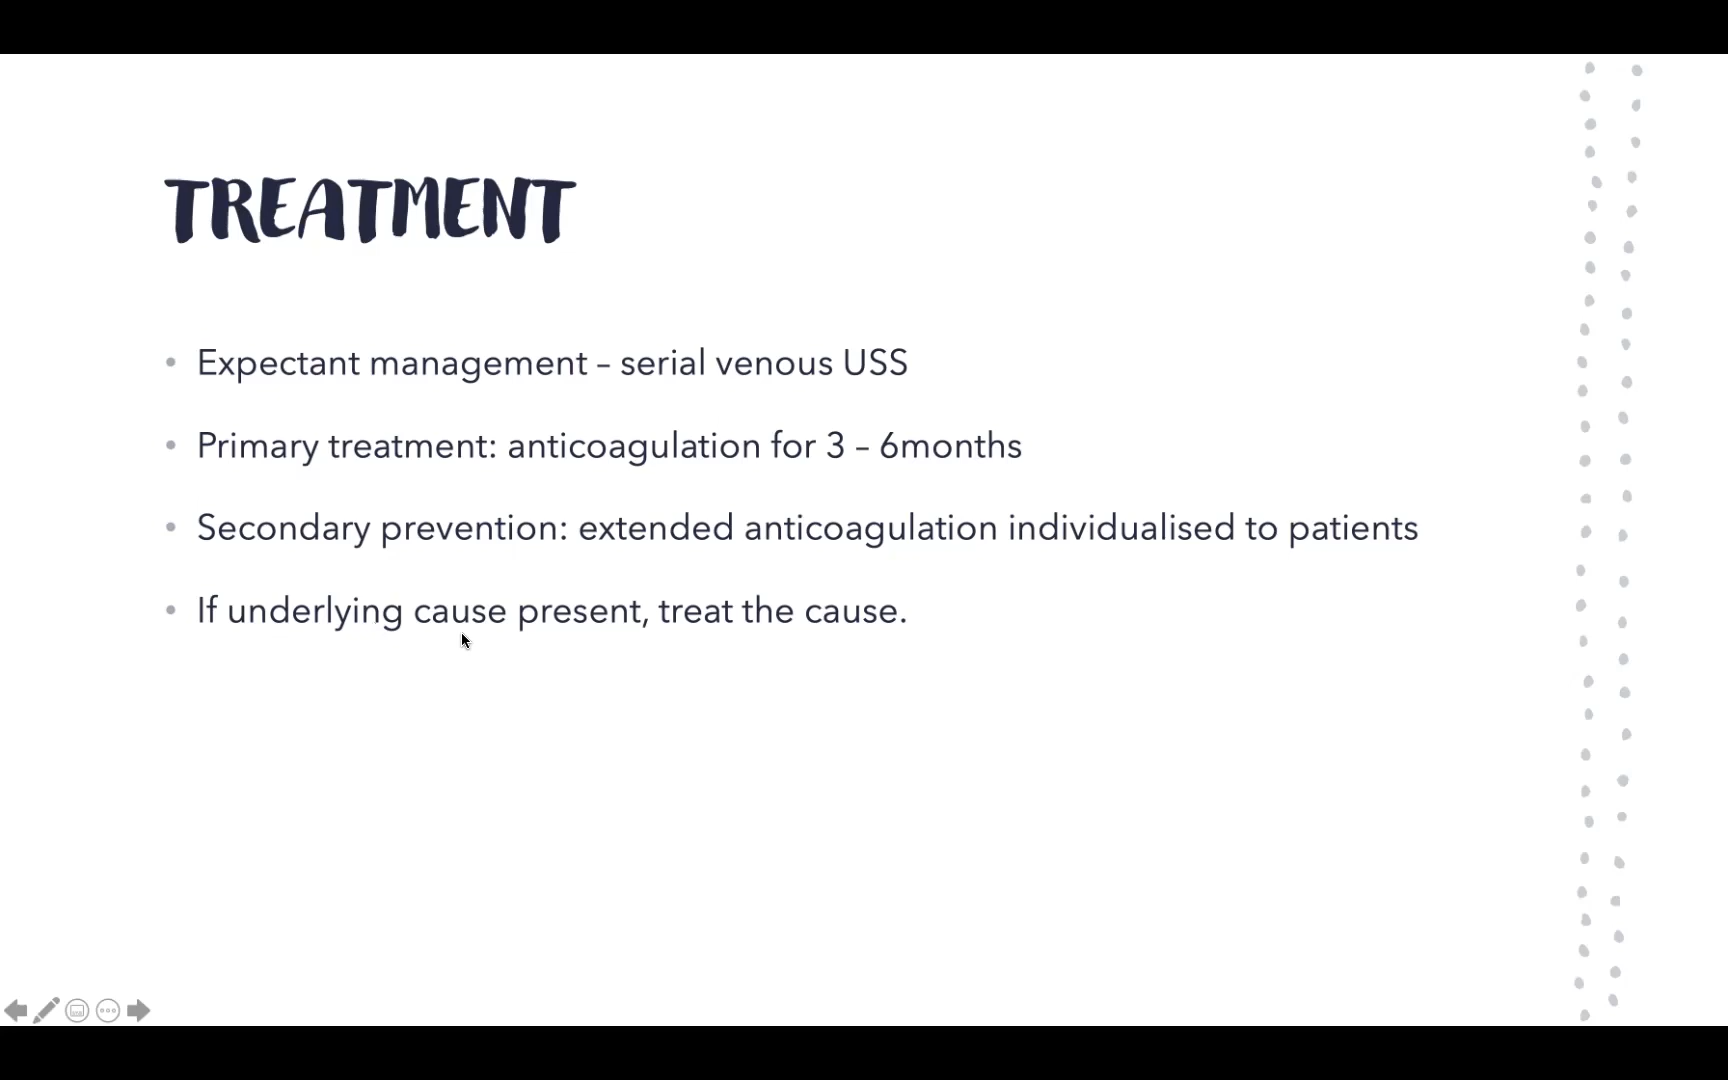 TREATMENT
• Expectant management – serial venous USS
• Primary treatment: anticoagulation for 3 – 6months
• Secondary prevention: extended anticoagulation individualised to patients
• If underlying cause present, treat the cause.